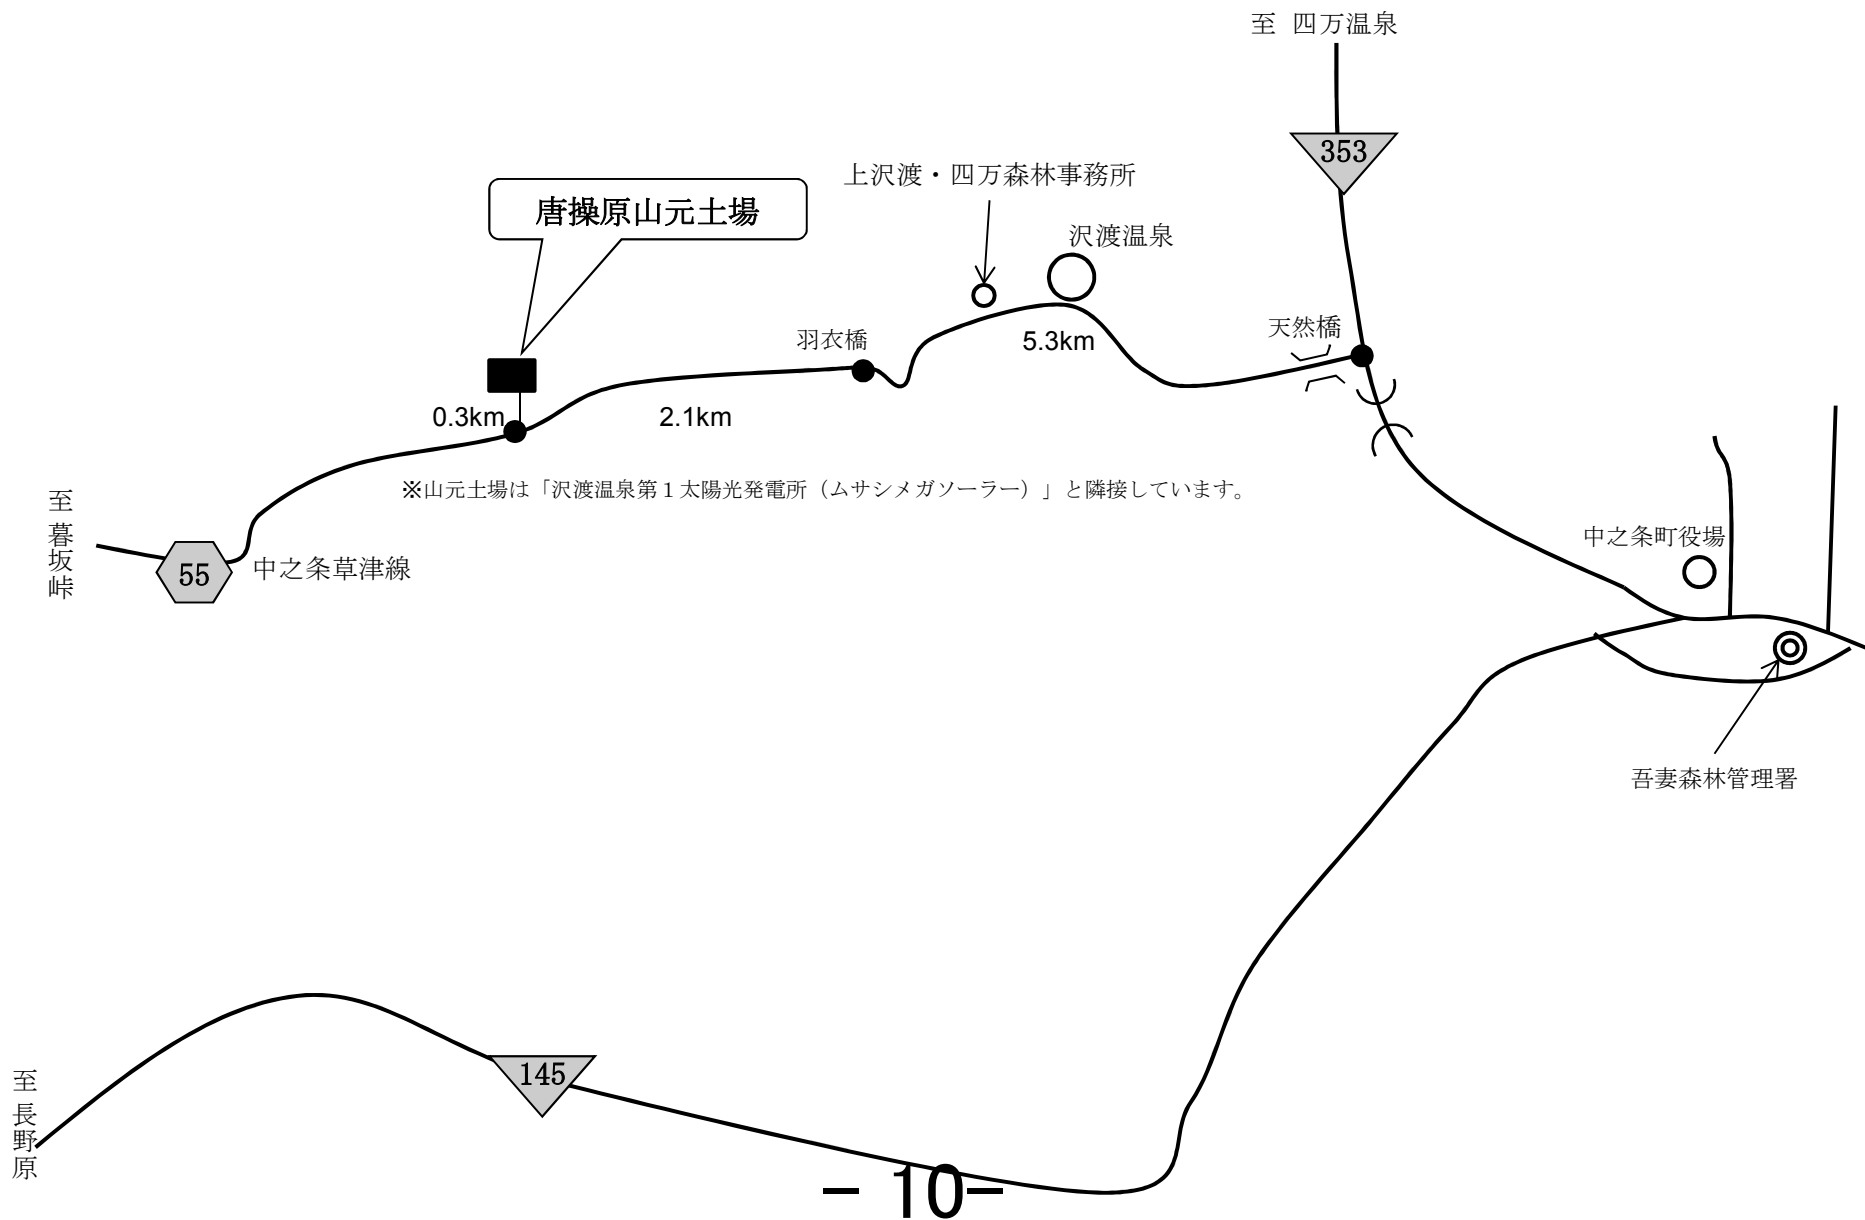 至 四万温泉
353
上沢渡・四万森林事務所
唐操原山元土場
沢渡温泉
天然橋
羽衣橋
5.3km
0.3km
2.1km
※山元土場は「沢渡温泉第１太陽光発電所（ムサシメガソーラー）」と隣接しています。
至 暮坂峠
55
中之条草津線
中之条町役場
吾妻森林管理署
145
至 長野原
－ 10－